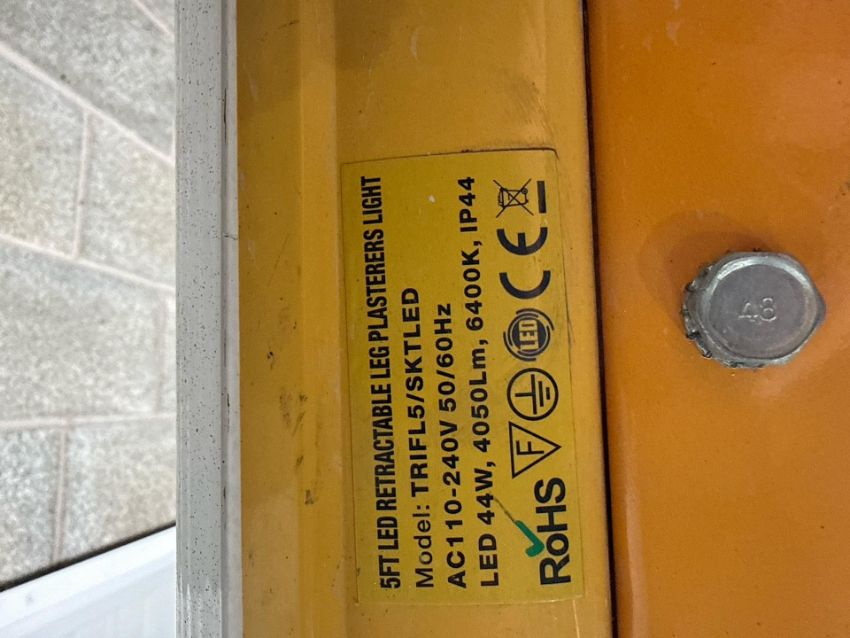 5FT LED RETRACTABLE LEG PLASTERERS LIGHT
Model: TRIFL5/SKTLED
AC110-240V 50/60Hz
LED 44W, 4050Lm, 6400K, IP44
RoHS F LED CE
48